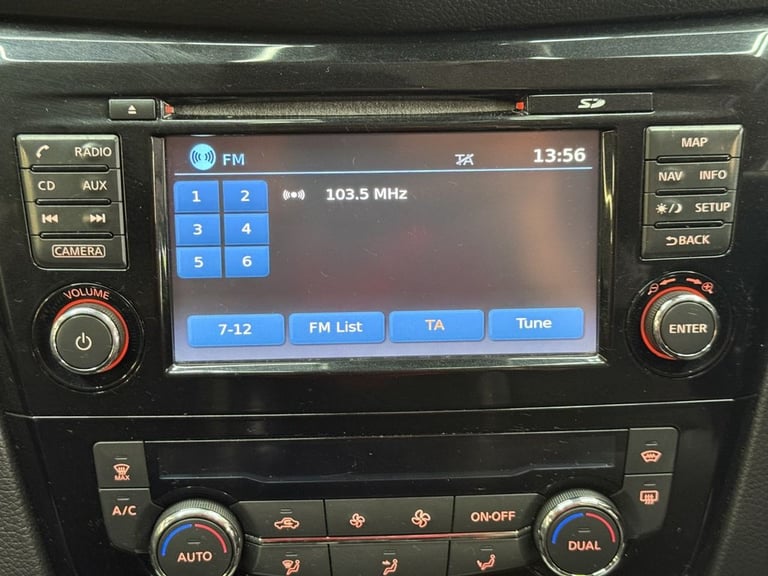 SD
RADIO
CD AUX
CAMERA
VOLUME
FM
TA
13:56
1 2
3 4
5 6
103.5 MHz
7-12
FM List
TA
Tune
MAP
NAV INFO
SETUP
BACK
ENTER
MAX
A/C
AUTO
ON·OFF
DUAL